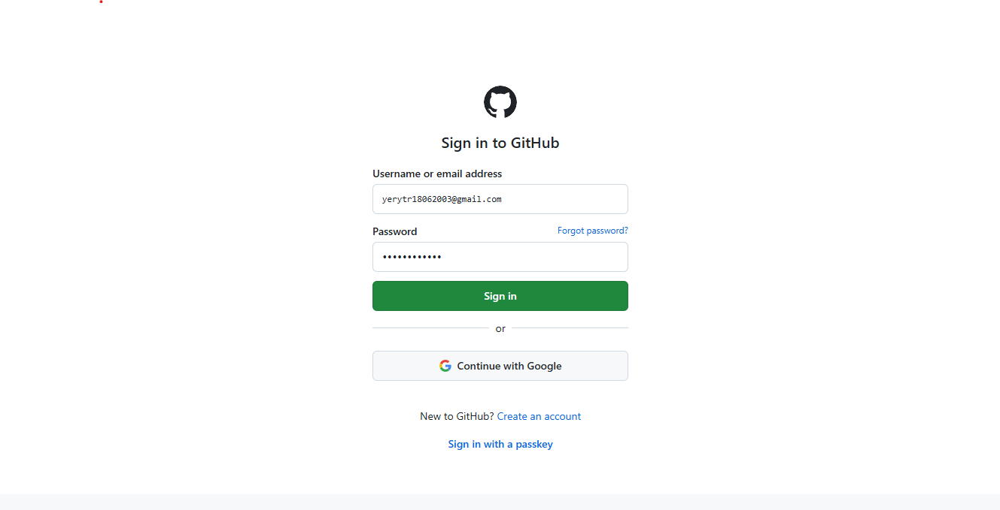 Sign in to GitHub
Username or email address
yerytr18062003@gmail.com
Password Forgot password?
••••••••••••
Sign in
or
Continue with Google
New to GitHub? Create an account
Sign in with a passkey